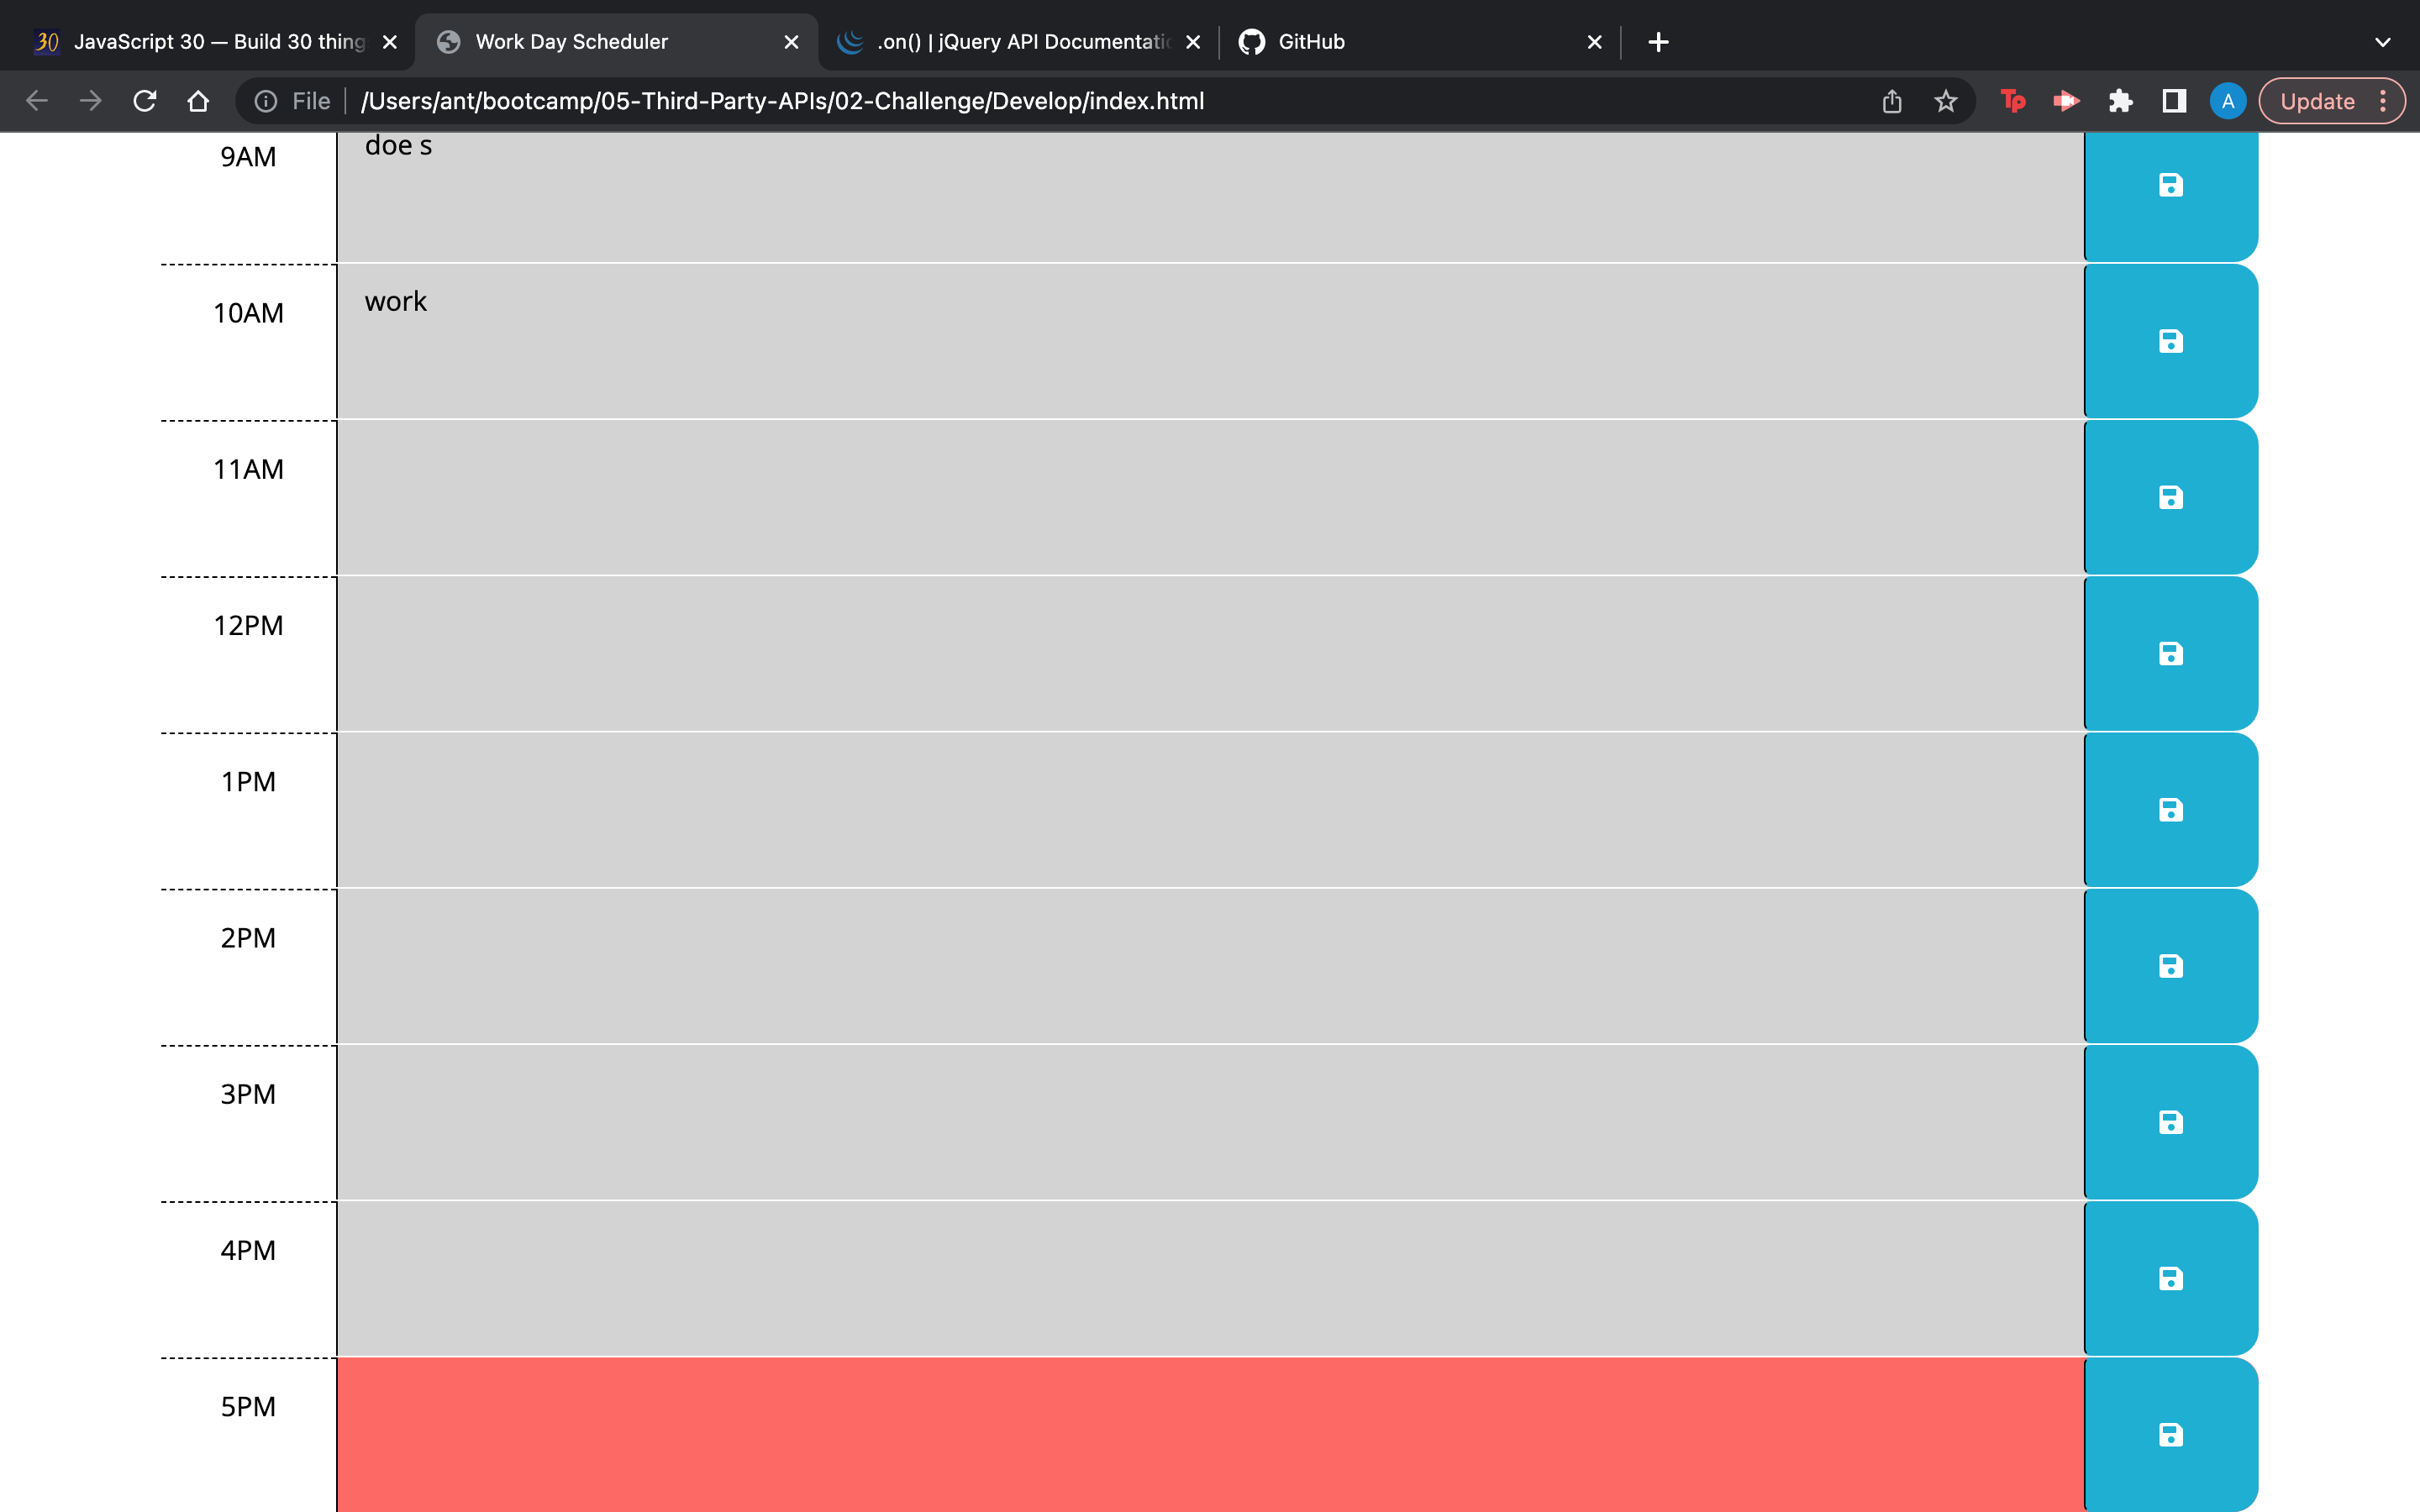 30 JavaScript 30 — Build 30 thing
Work Day Scheduler
.on() | jQuery API Documentatio
GitHub
File /Users/ant/bootcamp/05-Third-Party-APIs/02-Challenge/Develop/index.html
Tp
A
Update
9AM doe s
10AM work
11AM
12PM
1PM
2PM
3PM
4PM
5PM